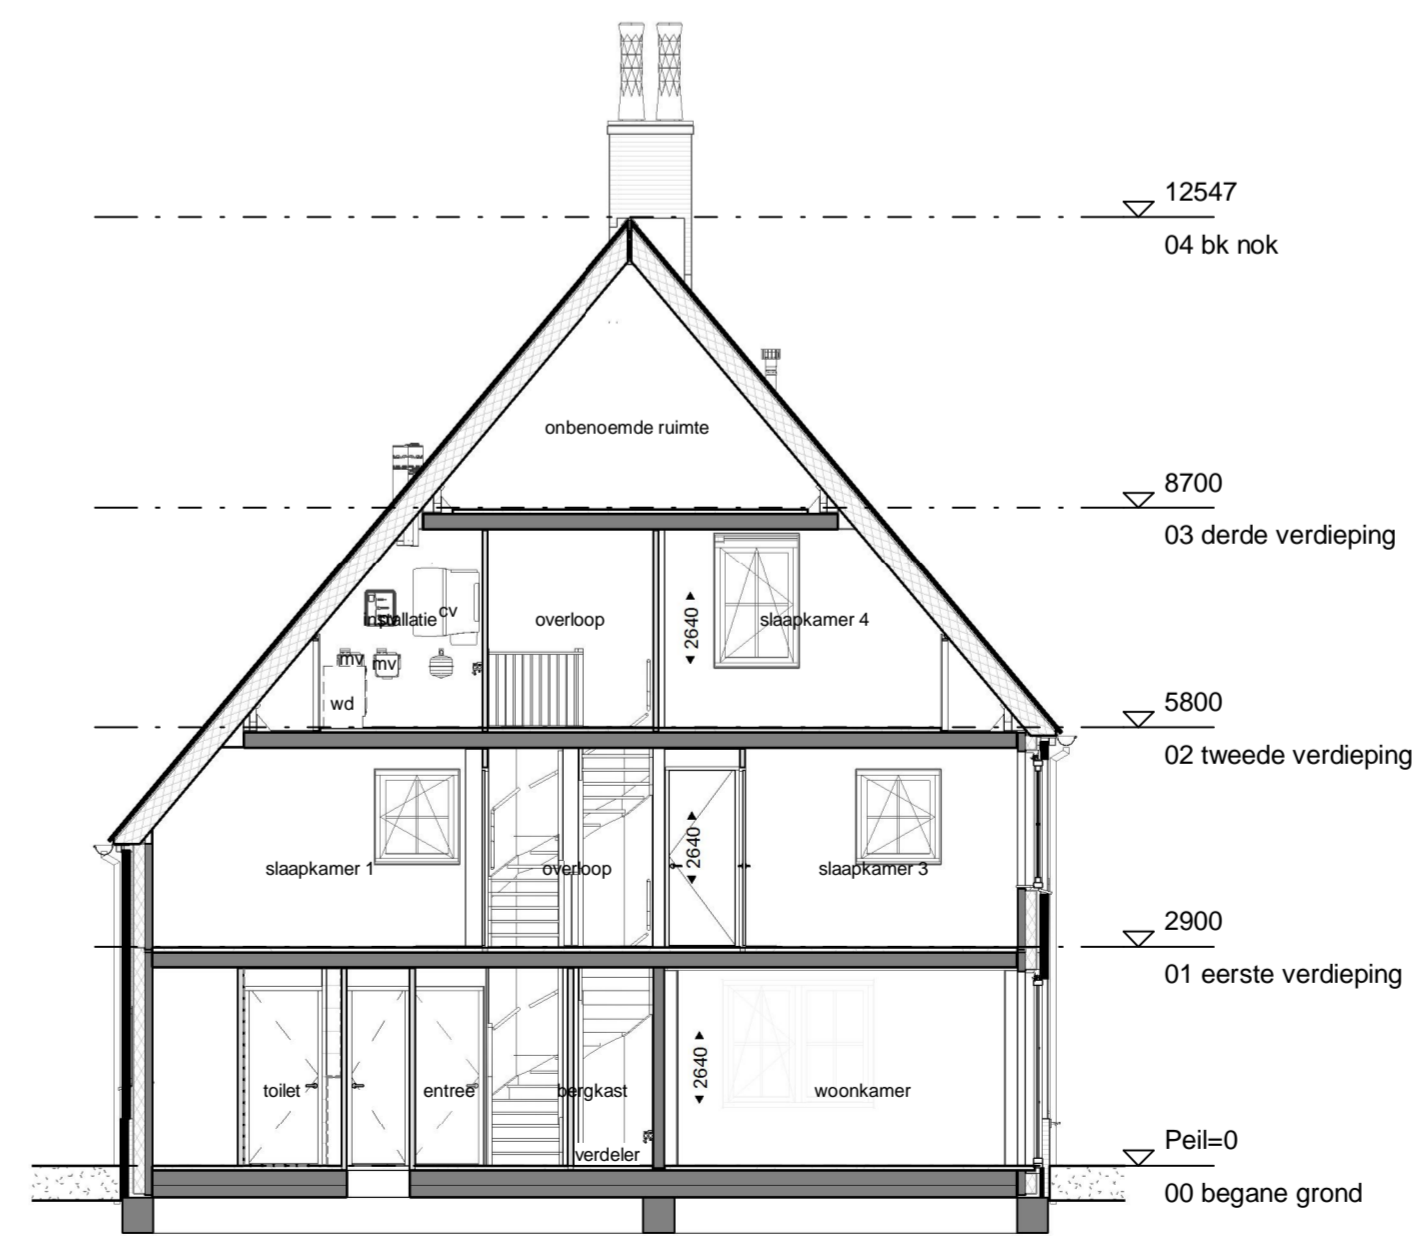 12547
04 bk nok
onbenoemde ruimte
8700
03 derde verdieping
installatie
cv
overloop
2640
slaapkamer 4
mv
mv
wd
5800
02 tweede verdieping
slaapkamer 1
overloop
2640
slaapkamer 3
2900
01 eerste verdieping
toilet
entree
bergkast
2640
woonkamer
verdeler
Peil=0
00 begane grond